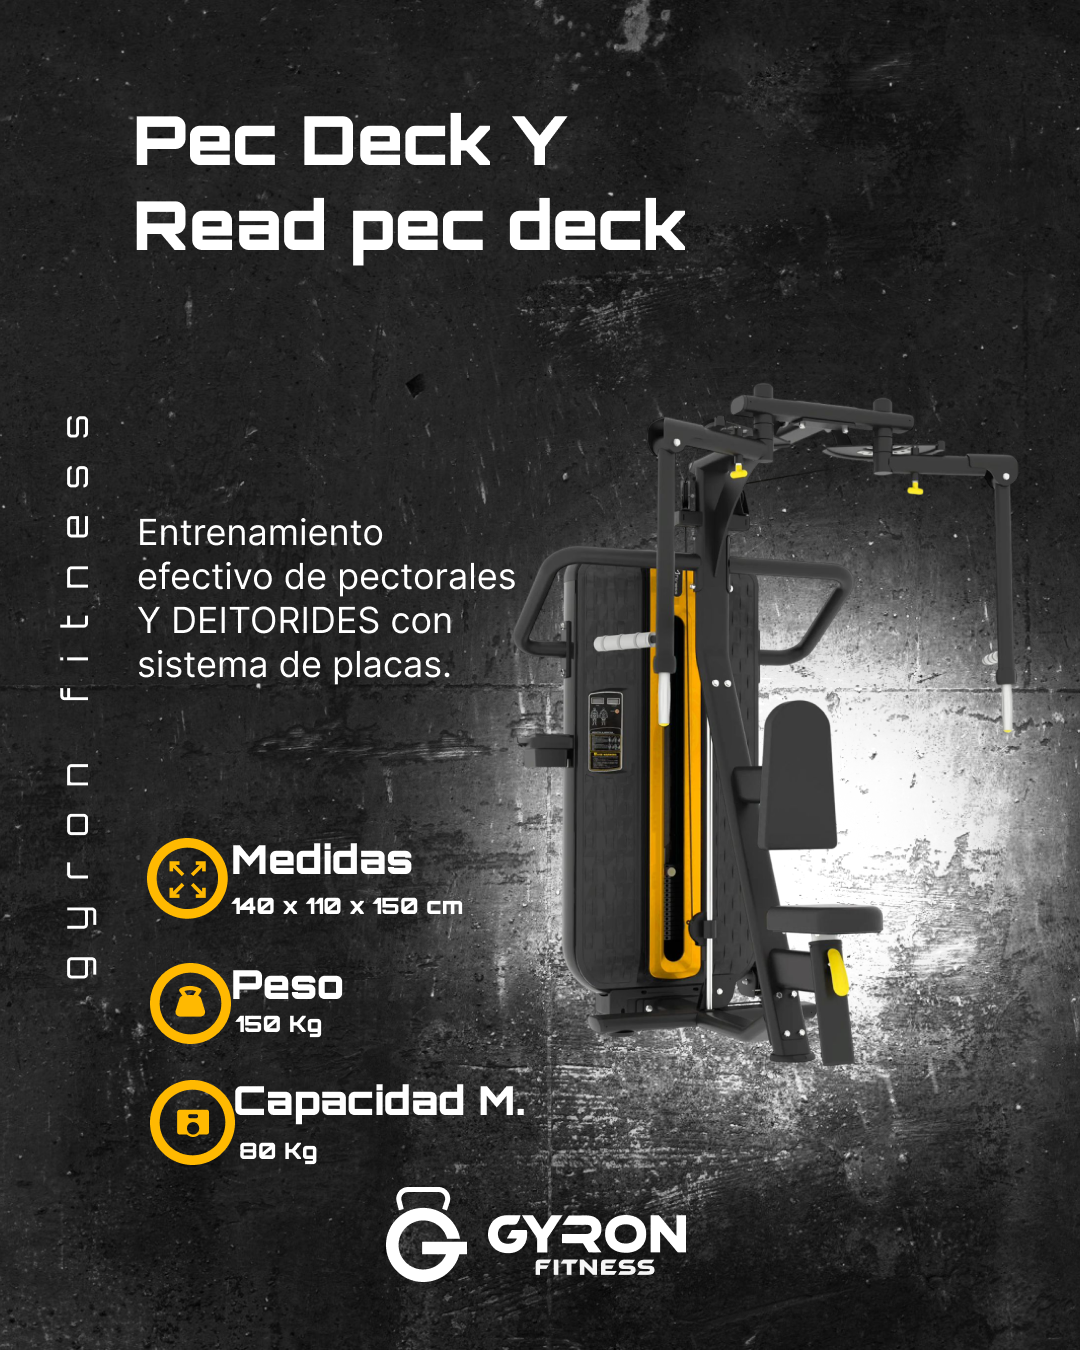 Pec Deck Y
Read pec deck
gyron fitness
Entrenamiento
efectivo de pectorales
Y DEITORIDES con
sistema de placas.
Medidas
140 x 110 x 150 cm
Peso
150 Kg
Capacidad M.
80 Kg
GYRON
FITNESS